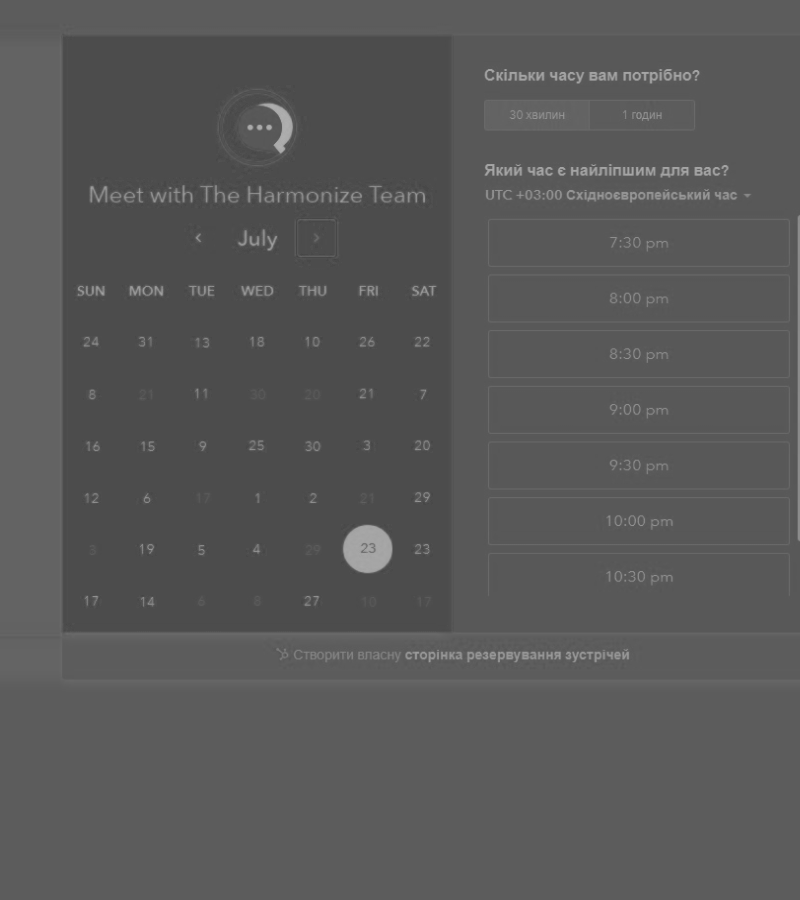 Meet with The Harmonize Team
July
SUN MON TUE WED THU FRI SAT
24 31 13 18 10 26 22
8 21 11 30 20 21 7
16 15 9 25 30 3 20
12 6 17 1 2 21 29
3 19 5 4 29 23 23
17 14 6 8 27 10 17
Скільки часу вам потрібно?
30 хвилин 1 годин
Який час є найліпшим для вас?
UTC +03:00 Східноєвропейський час
7:30 pm
8:00 pm
8:30 pm
9:00 pm
9:30 pm
10:00 pm
10:30 pm
Створити власну сторінка резервування зустрічей